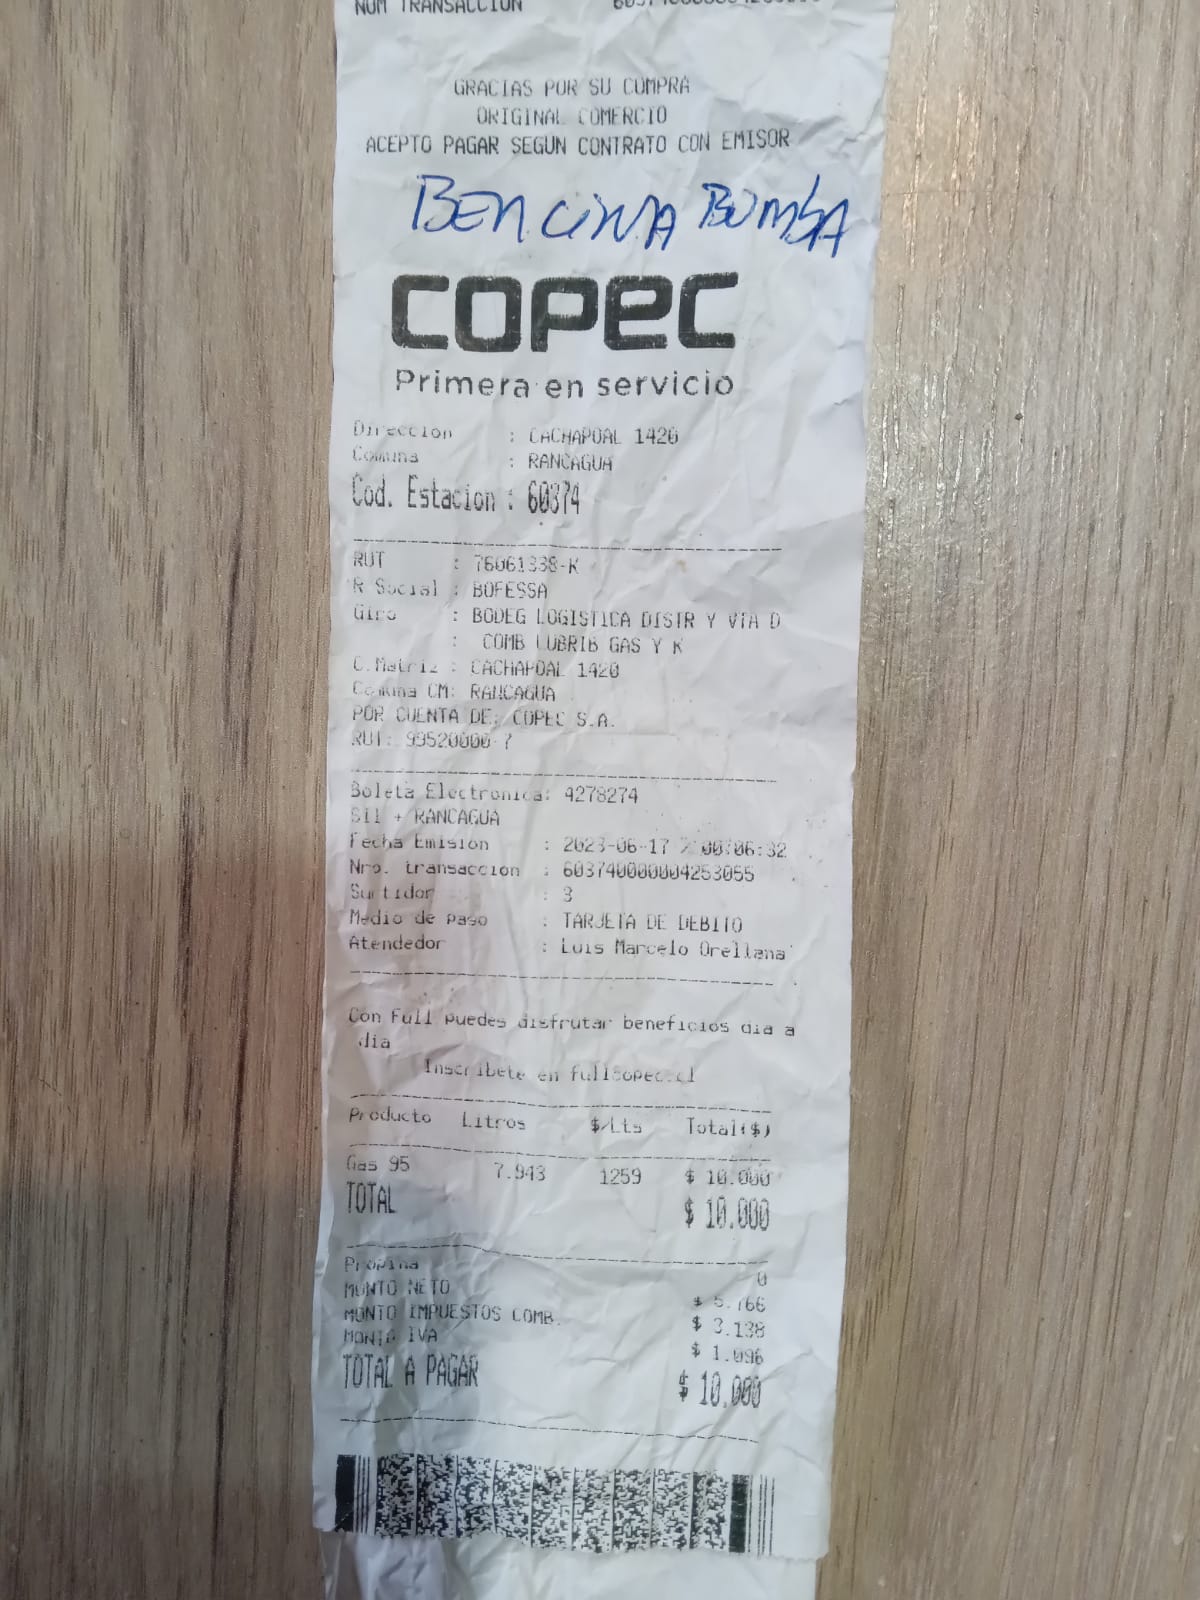 NUM TRANSACCION
GRACIAS POR SU COMPRA
ORIGINAL COMERCIO
ACEPTO PAGAR SEGUN CONTRATO CON EMISOR
BENCINA BOMBA
COPEC
Primera en servicio
Direccion : CACHAPOAL 1420
Comuna : RANCAGUA
Cod. Estacion : 60374
RUT : 76061338-K
R Social : BOFESSA
Giro : BODEG LOGISTICA DISTR Y VTA D
: COMB LUBRIB GAS Y K
C.Matriz : CACHAPOAL 1420
Comuna CM: RANCAGUA
POR CUENTA DE: COPEC S.A.
RUT: 99520000-7
Boleta Electronica: 4278274
SII + RANCAGUA
Fecha Emision : 2023-06-17 00:06:32
Nro. transaccion : 603740000004253055
Surtidor : 3
Medio de Pago : TARJETA DE DEBITO
Atendedor : Luis Marcelo Orellana
Con Full puedes disfrutar beneficios dia a
dia
Inscribete en fullcopec.cl
Producto Litros $/Lts Total($)
Gas 95 7.943 1259 $ 10.000
TOTAL $ 10.000
Propina 0
MONTO NETO $ 5.766
MONTO IMPUESTOS COMB. $ 3.138
MONTO IVA $ 1.096
TOTAL A PAGAR $ 10.000